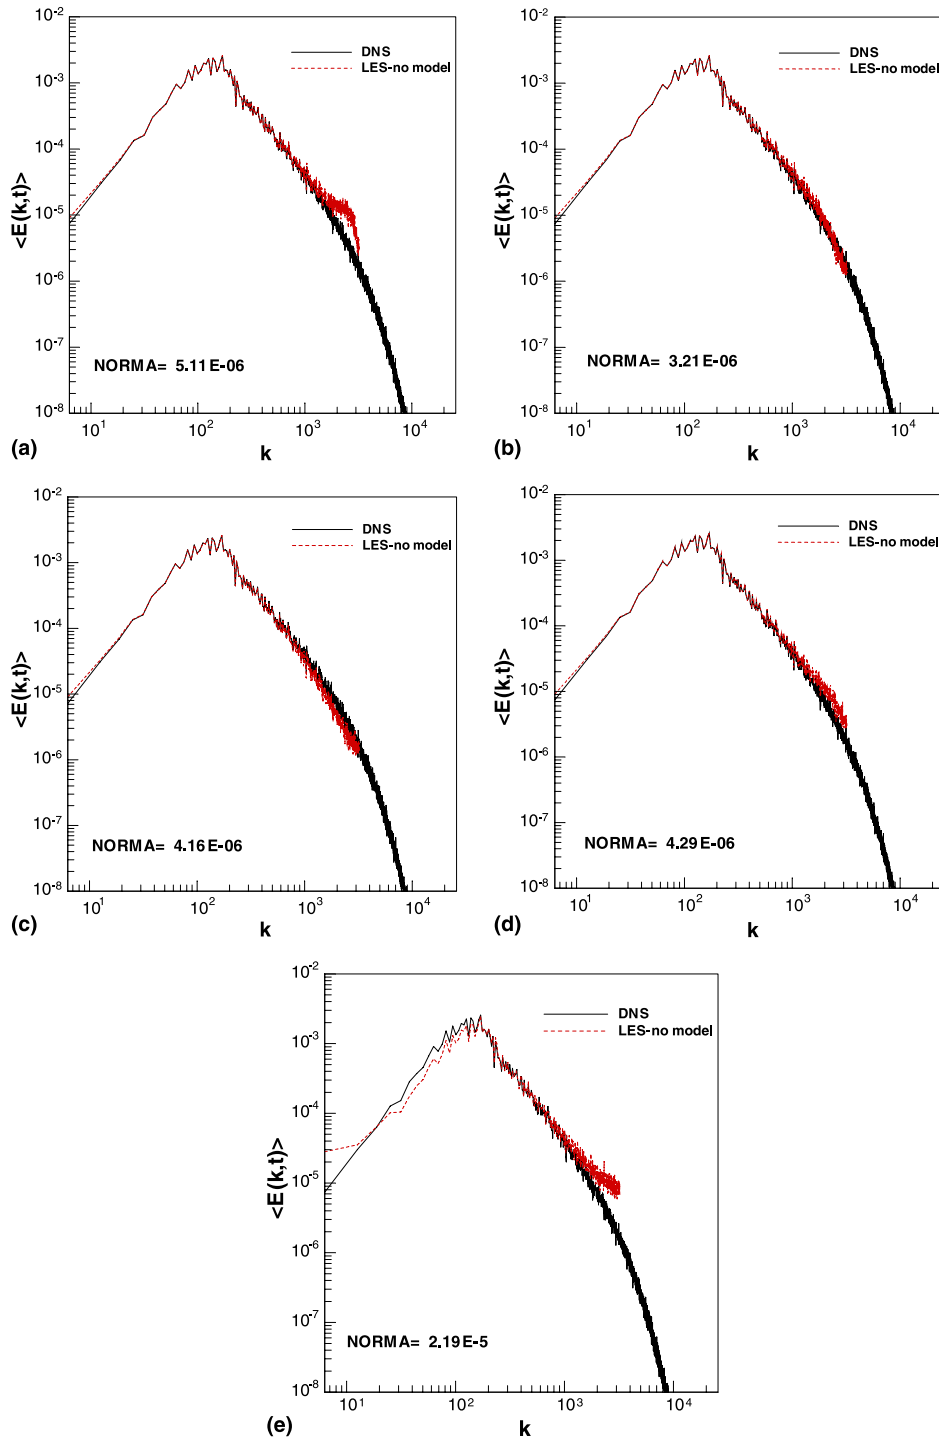 10^-2
10^-3
10^-4
10^-5
10^-6
10^-7
10^-8
<E(k,t)>
DNS
LES-no model
NORMA= 5.11E-06
10^1 10^2 10^3 10^4
(a)
k
10^-2
10^-3
10^-4
10^-5
10^-6
10^-7
10^-8
<E(k,t)>
DNS
LES-no model
NORMA= 3.21E-06
10^1 10^2 10^3 10^4
(b)
k
10^-2
10^-3
10^-4
10^-5
10^-6
10^-7
10^-8
<E(k,t)>
DNS
LES-no model
NORMA= 4.16E-06
10^1 10^2 10^3 10^4
(c)
k
10^-2
10^-3
10^-4
10^-5
10^-6
10^-7
10^-8
<E(k,t)>
DNS
LES-no model
NORMA= 4.29E-06
10^1 10^2 10^3 10^4
(d)
k
10^-2
10^-3
10^-4
10^-5
10^-6
10^-7
10^-8
<E(k,t)>
DNS
LES-no model
NORMA= 2.19E-5
10^1 10^2 10^3 10^4
(e)
k